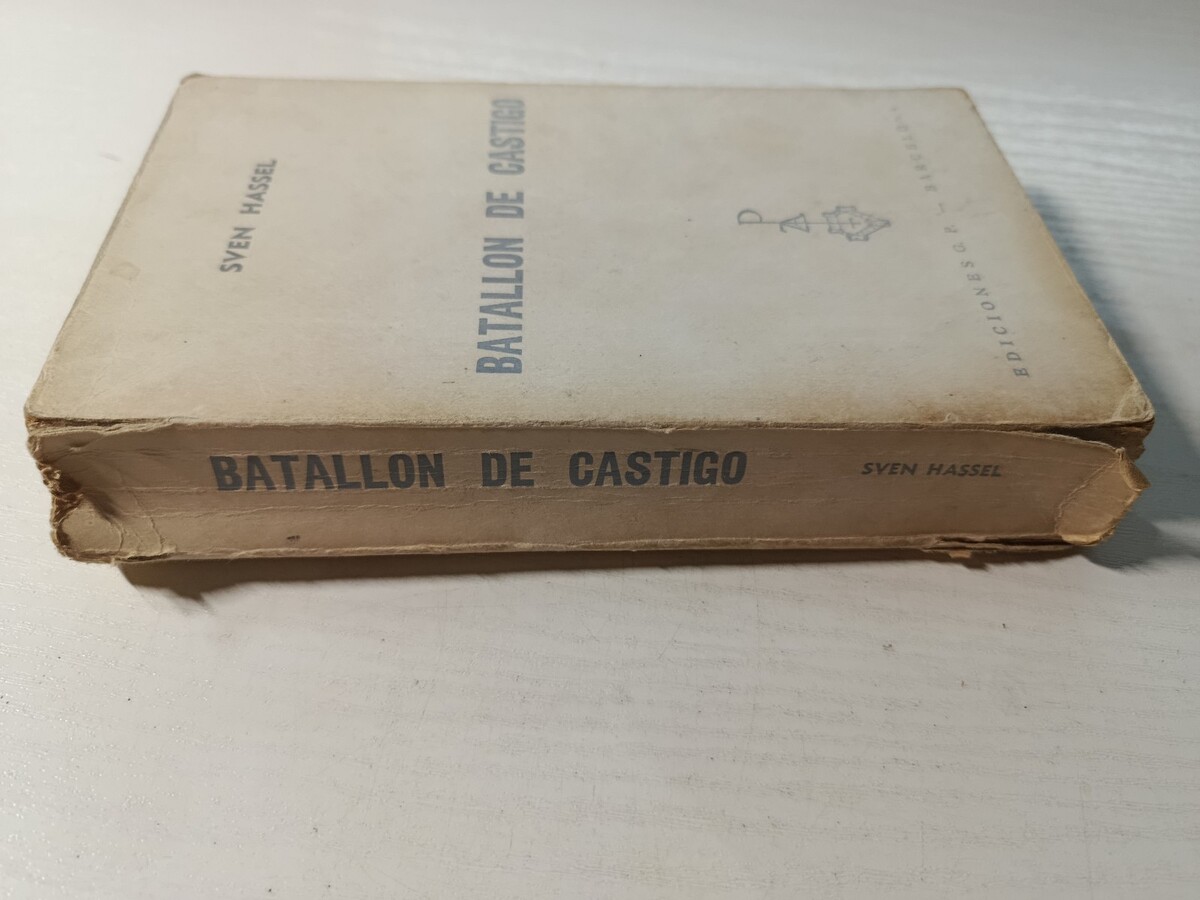 SVEN HASSEL
BATALLON DE CASTIGO
P
Z
EDICIONES G.P. - BARCELONA
BATALLON DE CASTIGO
SVEN HASSEL